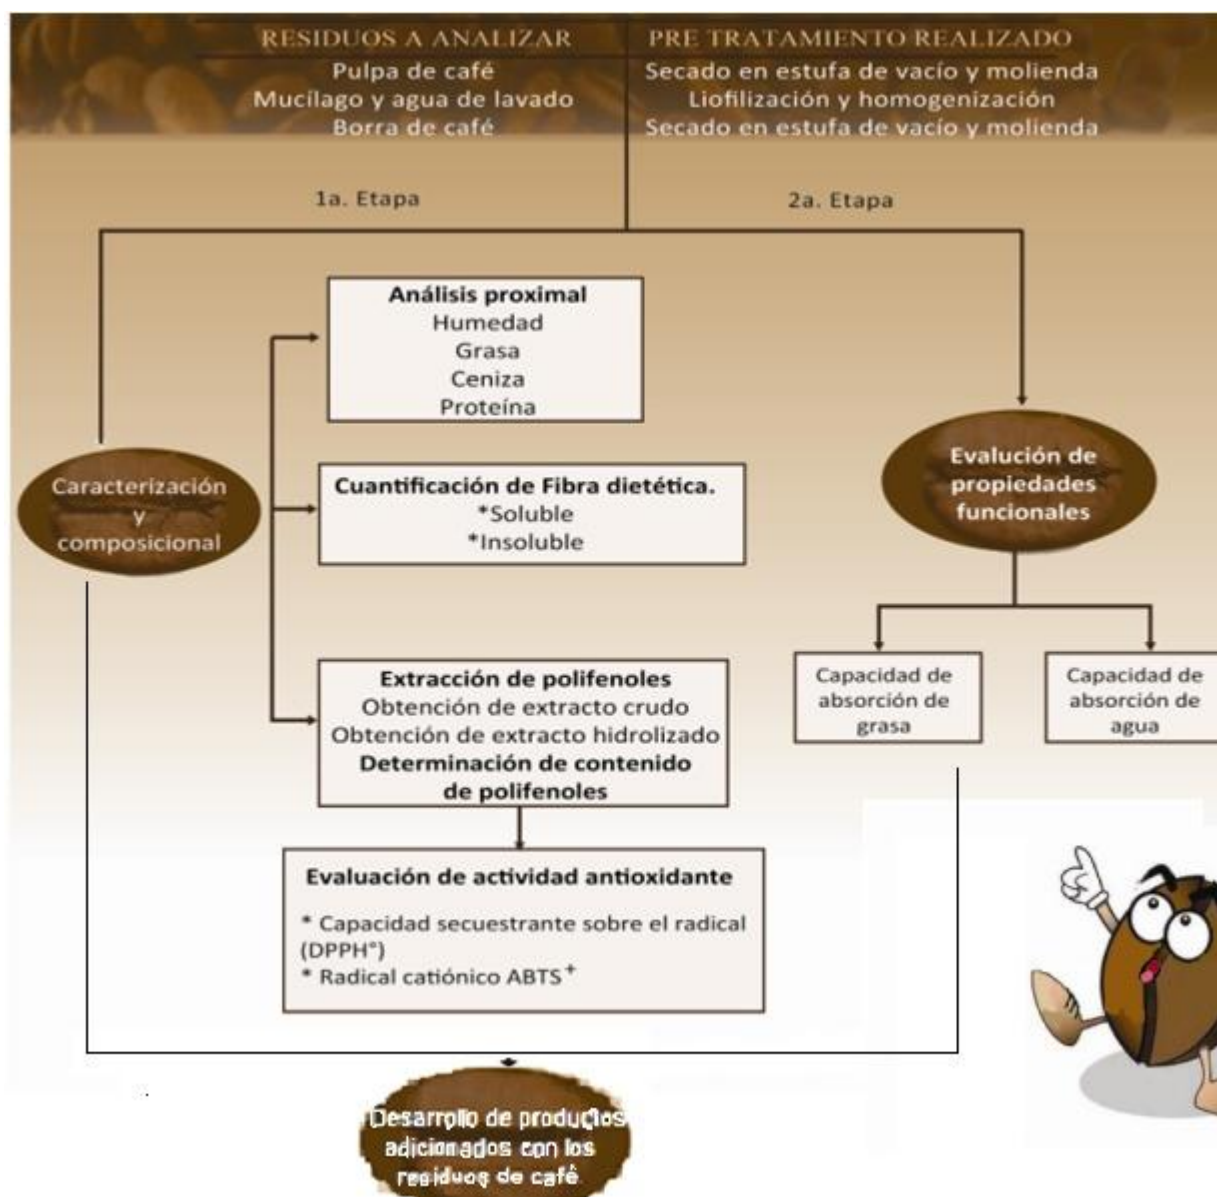 RESIDUOS A ANALIZAR
Pulpa de café
Mucílago y agua de lavado
Borra de café
PRE TRATAMIENTO REALIZADO
Secado en estufa de vacío y molienda
Liofilización y homogenización
Secado en estufa de vacío y molienda
1a. Etapa
2a. Etapa
Caracterización
y
composicional
Análisis proximal
Humedad
Grasa
Ceniza
Proteína
Cuantificación de Fibra dietética.
*Soluble
*Insoluble
Extracción de polifenoles
Obtención de extracto crudo
Obtención de extracto hidrolizado
Determinación de contenido
de polifenoles
Evaluación de actividad antioxidante
* Capacidad secuestrante sobre el radical
(DPPH°)
* Radical catiónico ABTS⁺
Evalución de
propiedades
funcionales
Capacidad de
absorción de
grasa
Capacidad de
absorción de
agua
Desarrollo de productos
adicionados con los
residuos de café